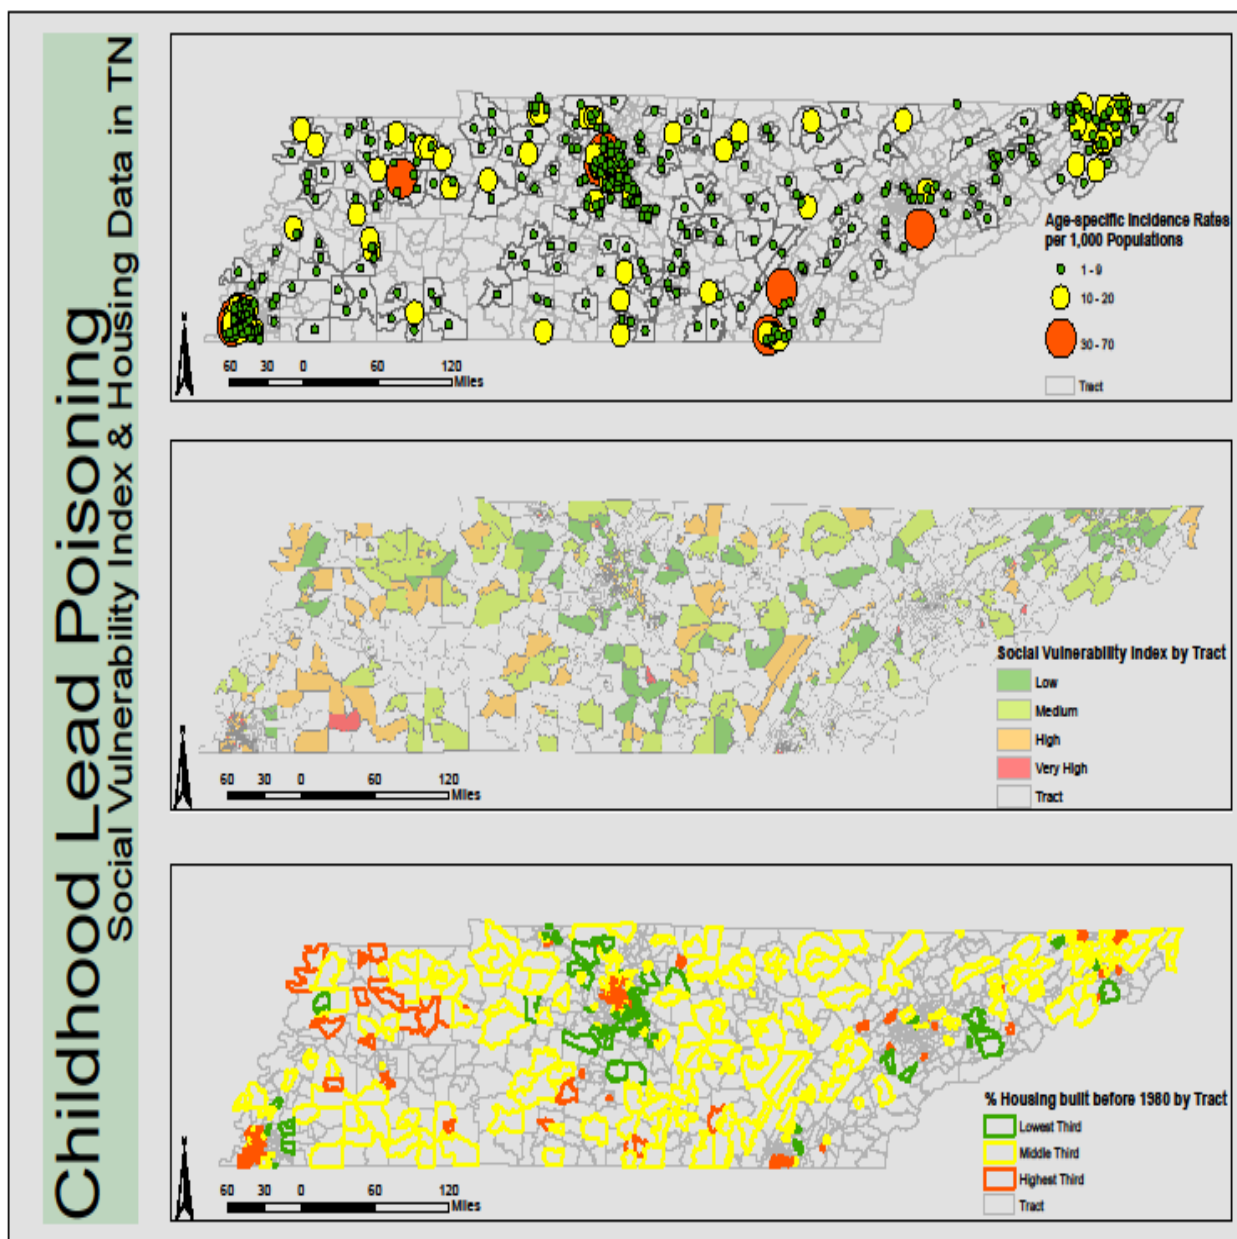 Childhood Lead Poisoning
Social Vulnerability Index & Housing Data in TN
Age-specific Incidence Rates
per 1,000 Populations
1 - 9
10 - 20
30 - 70
Tract
60 30 0 60 120
Miles
Social Vulnerability Index by Tract
Low
Medium
High
Very High
Tract
60 30 0 60 120
Miles
% Housing built before 1980 by Tract
Lowest Third
Middle Third
Highest Third
Tract
60 30 0 60 120
Miles